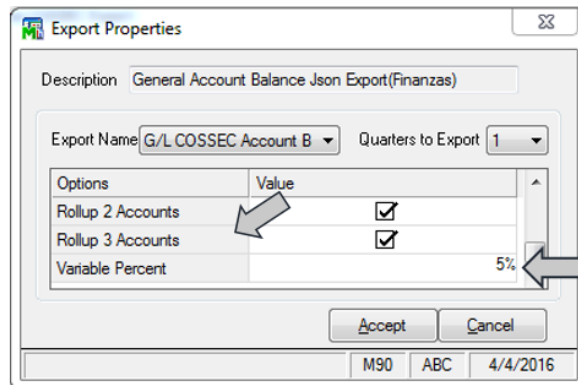 Export Properties
Description General Account Balance Json Export(Finanzas)
Export Name G/L COSSEC Account B Quarters to Export 1
Options Value
Rollup 2 Accounts
Rollup 3 Accounts
Variable Percent 5%
Accept Cancel
M90 ABC 4/4/2016